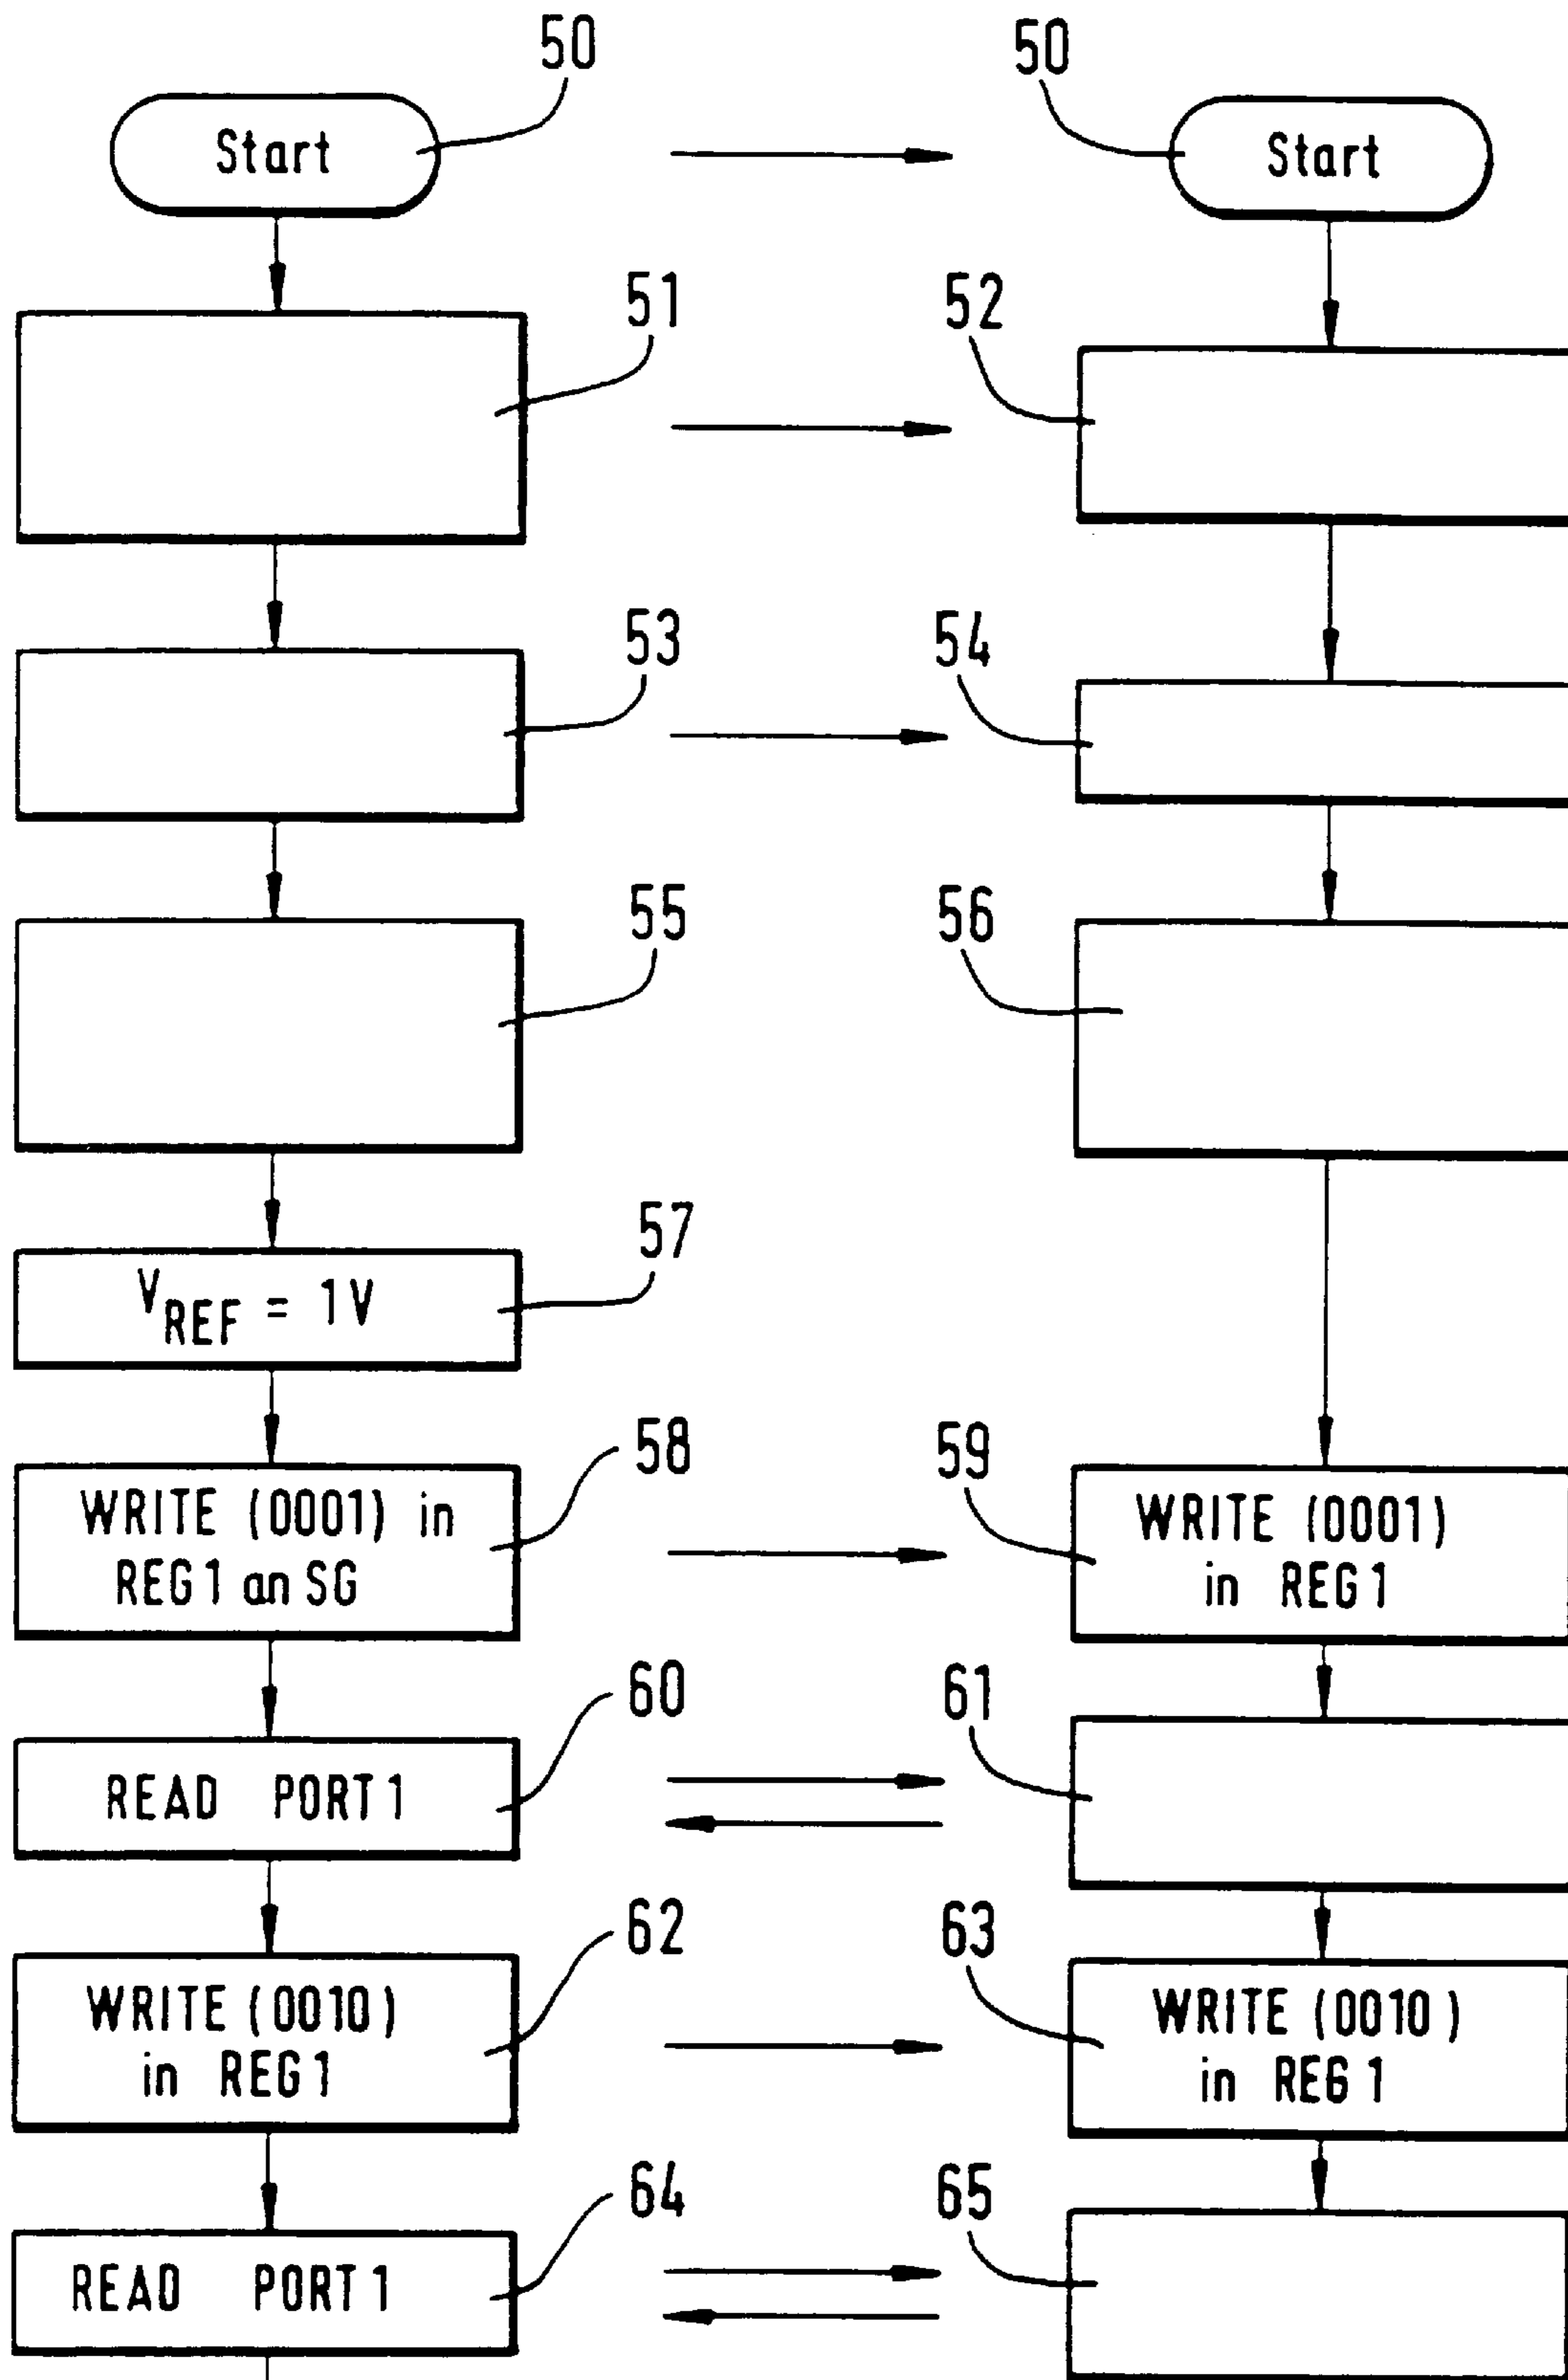 50
50
Start
Start
51
52
53
54
55
56
57
V REF = 1V
58
59
WRITE (0001) in
REG1 an SG
WRITE (0001)
in REG1
60
61
READ PORT1
62
63
WRITE (0010)
in REG1
WRITE (0010)
in REG1
64
65
READ PORT1